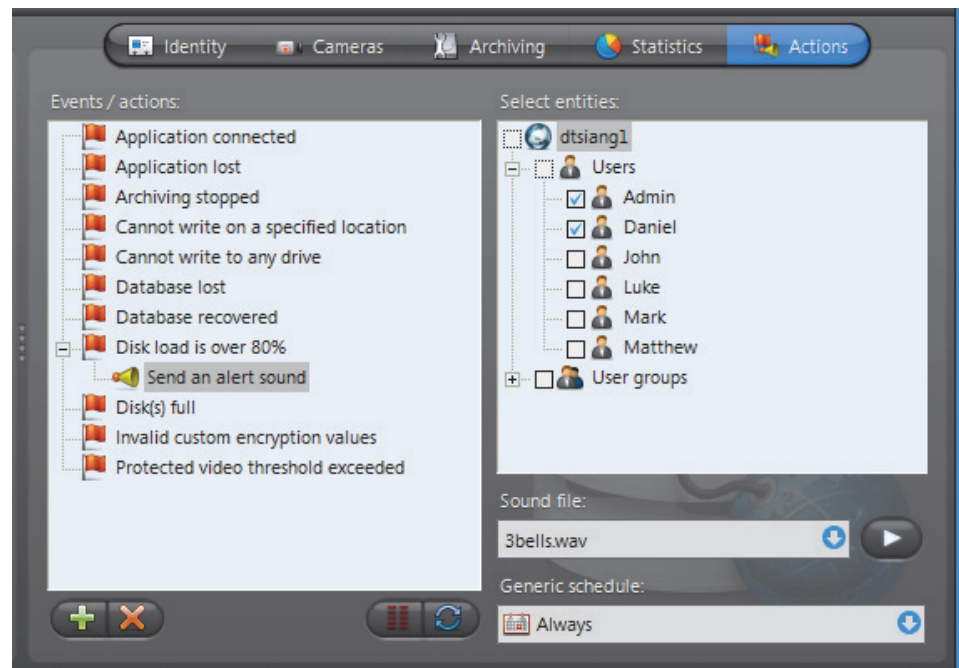 Identity
Cameras
Archiving
Statistics
Actions
Events / actions:
Application connected
Application lost
Archiving stopped
Cannot write on a specified location
Cannot write to any drive
Database lost
Database recovered
Disk load is over 80%
Send an alert sound
Disk(s) full
Invalid custom encryption values
Protected video threshold exceeded
Select entities:
dtsiang1
Users
Admin
Daniel
John
Luke
Mark
Matthew
User groups
Sound file:
3bells.wav
Generic schedule:
Always